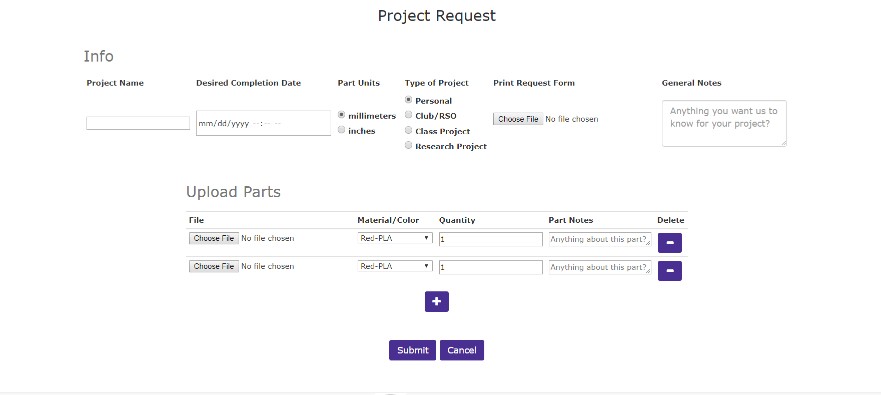 Project Request
Info
Project Name Desired Completion Date Part Units Type of Project Print Request Form General Notes
Personal
millimeters Club/RSO
inches Class Project
Research Project
mm/dd/yyyy --:-- --
Choose File No file chosen
Anything you want us to
know for your project?
Upload Parts
File Material/Color Quantity Part Notes Delete
Choose File No file chosen Red-PLA 1 Anything about this part? -
Choose File No file chosen Red-PLA 1 Anything about this part? -
+
Submit Cancel